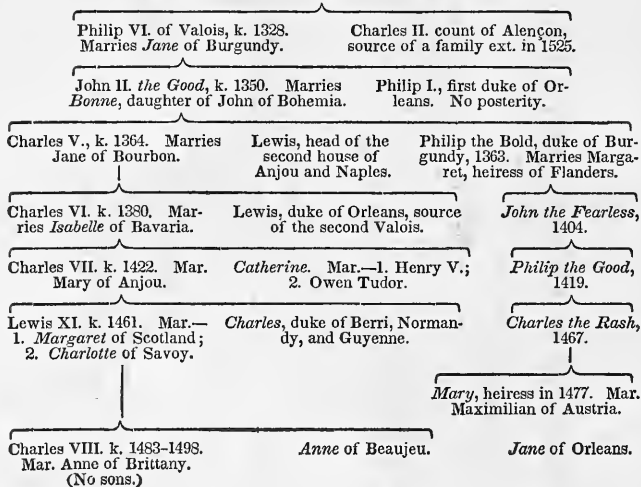 Philip VI. of Valois, k. 1328.
Marries Jane of Burgundy.
Charles II. count of Alençon,
source of a family ext. in 1525.
John II. the Good, k. 1350. Marries
Bonne, daughter of John of Bohemia.
Philip I., first duke of Or-
leans. No posterity.
Charles V., k. 1364. Marries
Jane of Bourbon.
Lewis, head of the
second house of
Anjou and Naples.
Philip the Bold, duke of Bur-
gundy, 1363. Marries Marga-
ret, heiress of Flanders.
Charles VI. k. 1380. Mar-
ries Isabelle of Bavaria.
Lewis, duke of Orleans, source
of the second Valois.
John the Fearless,
1404.
Charles VII. k. 1422. Mar.
Mary of Anjou.
Catherine. Mar.—1. Henry V.;
2. Owen Tudor.
Philip the Good,
1419.
Lewis XI. k. 1461. Mar.—
1. Margaret of Scotland;
2. Charlotte of Savoy.
Charles, duke of Berri, Norman-
dy, and Guyenne.
Charles the Rash,
1467.
Mary, heiress in 1477. Mar.
Maximilian of Austria.
Charles VIII. k. 1483–1498.
Mar. Anne of Brittany.
(No sons.)
Anne of Beaujeu.
Jane of Orleans.